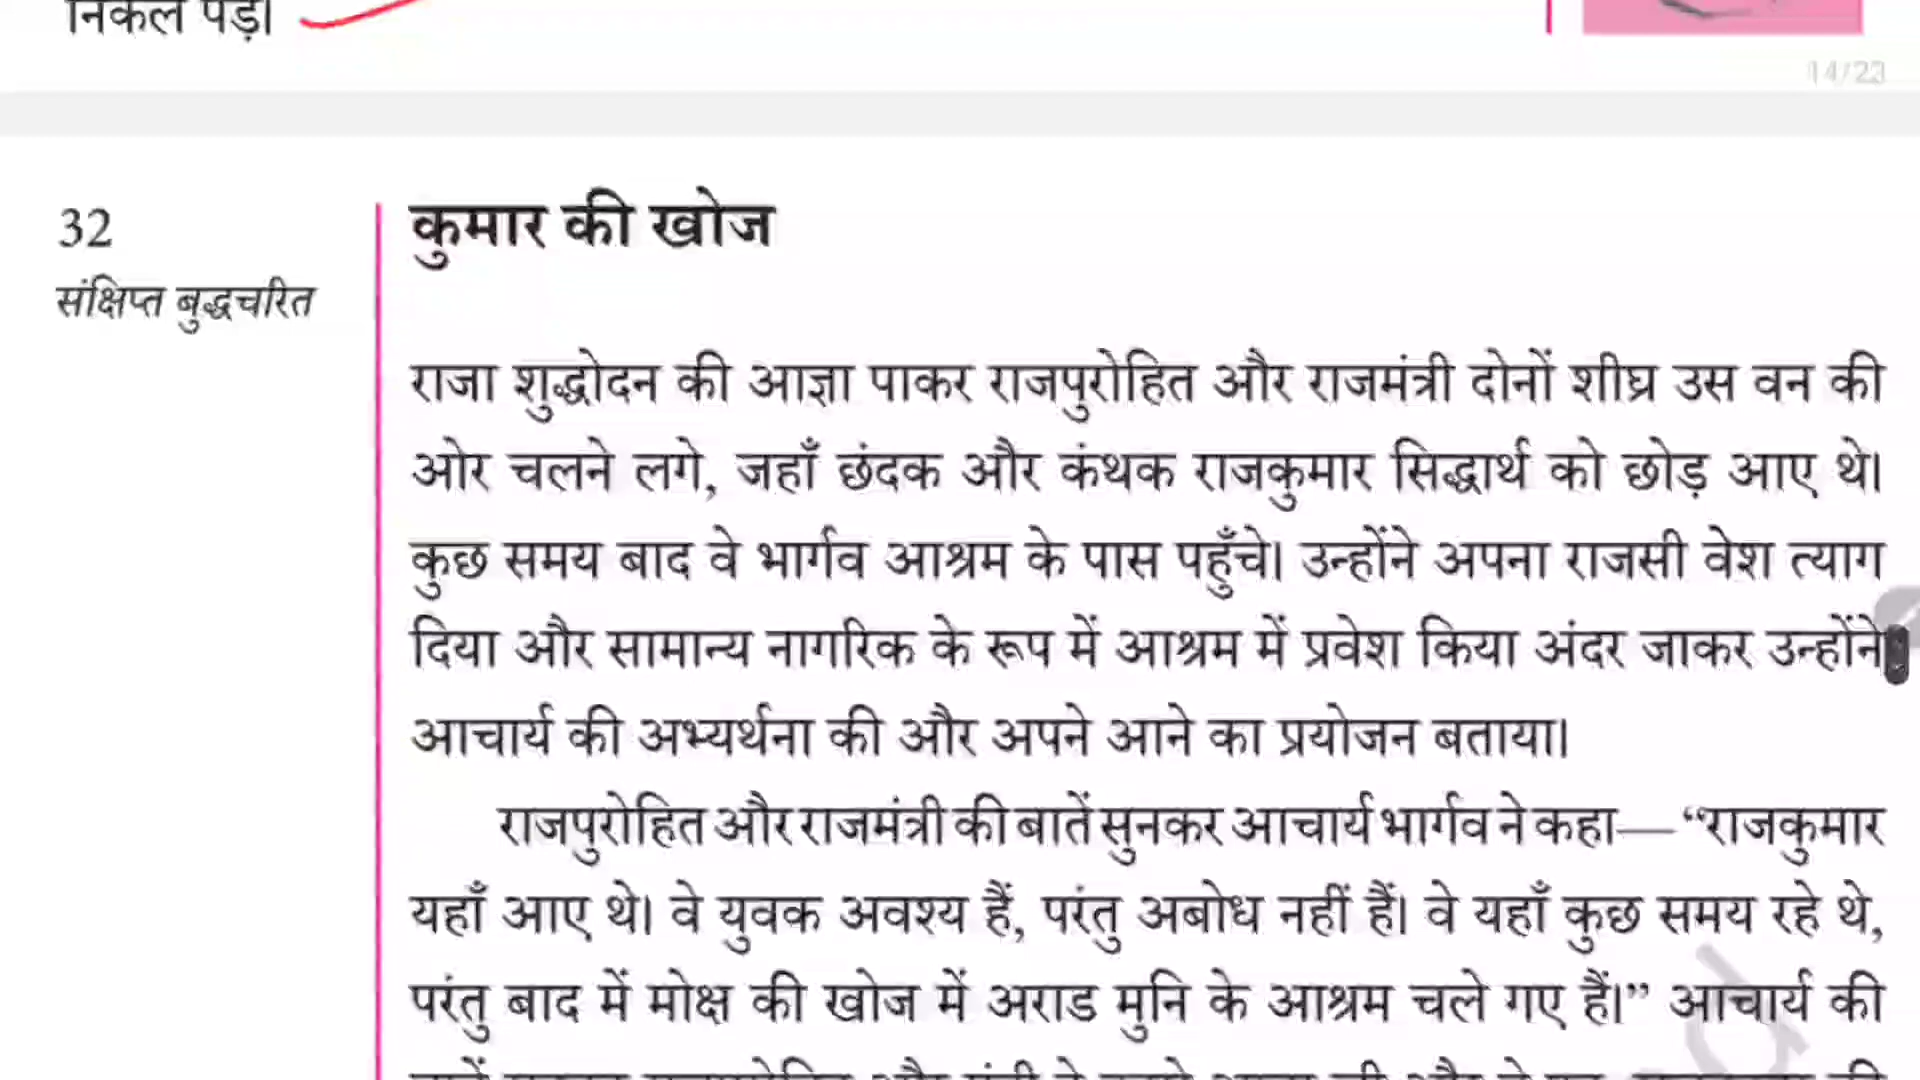 निकल पड़े।
14/23
32
संक्षिप्त बुद्धचरित
कुमार की खोज
राजा शुद्धोदन की आज्ञा पाकर राजपुरोहित और राजमंत्री दोनों शीघ्र उस वन की
ओर चलने लगे, जहाँ छंदक और कंथक राजकुमार सिद्धार्थ को छोड़ आए थे।
कुछ समय बाद वे भार्गव आश्रम के पास पहुँचे। उन्होंने अपना राजसी वेश त्याग
दिया और सामान्य नागरिक के रूप में आश्रम में प्रवेश किया अंदर जाकर उन्होंने
आचार्य की अभ्यर्थना की और अपने आने का प्रयोजन बताया।
राजपुरोहित और राजमंत्री की बातें सुनकर आचार्य भार्गव ने कहा— “राजकुमार
यहाँ आए थे। वे युवक अवश्य हैं, परंतु अबोध नहीं हैं। वे यहाँ कुछ समय रहे थे,
परंतु बाद में मोक्ष की खोज में अराड मुनि के आश्रम चले गए हैं।” आचार्य की